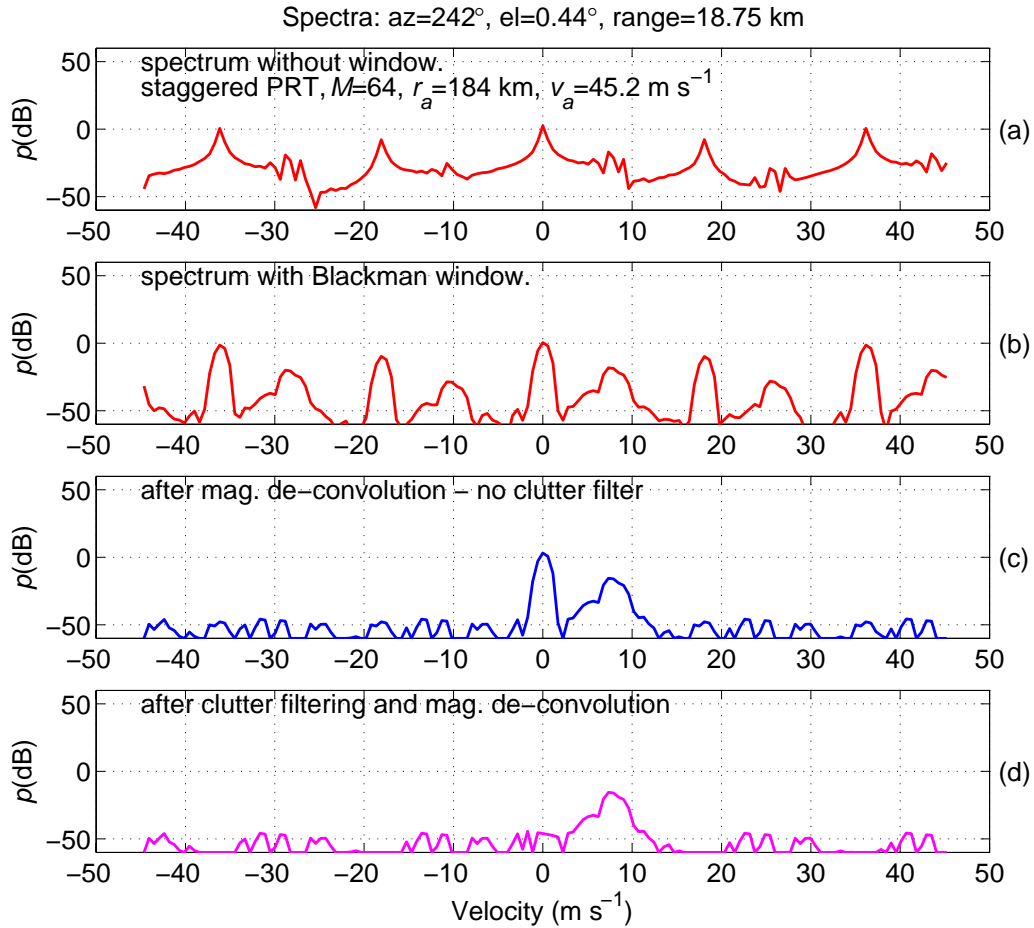 Spectra: az=242°, el=0.44°, range=18.75 km
50
0
−50
p(dB)
spectrum without window.
staggered PRT, M=64, r_a=184 km, v_a=45.2 m s⁻¹
(a)
−50 −40 −30 −20 −10 0 10 20 30 40 50
50
0
−50
p(dB)
spectrum with Blackman window.
(b)
−50 −40 −30 −20 −10 0 10 20 30 40 50
50
0
−50
p(dB)
after mag. de−convolution − no clutter filter
(c)
−50 −40 −30 −20 −10 0 10 20 30 40 50
50
0
−50
p(dB)
after clutter filtering and mag. de−convolution
(d)
−50 −40 −30 −20 −10 0 10 20 30 40 50
Velocity (m s⁻¹)